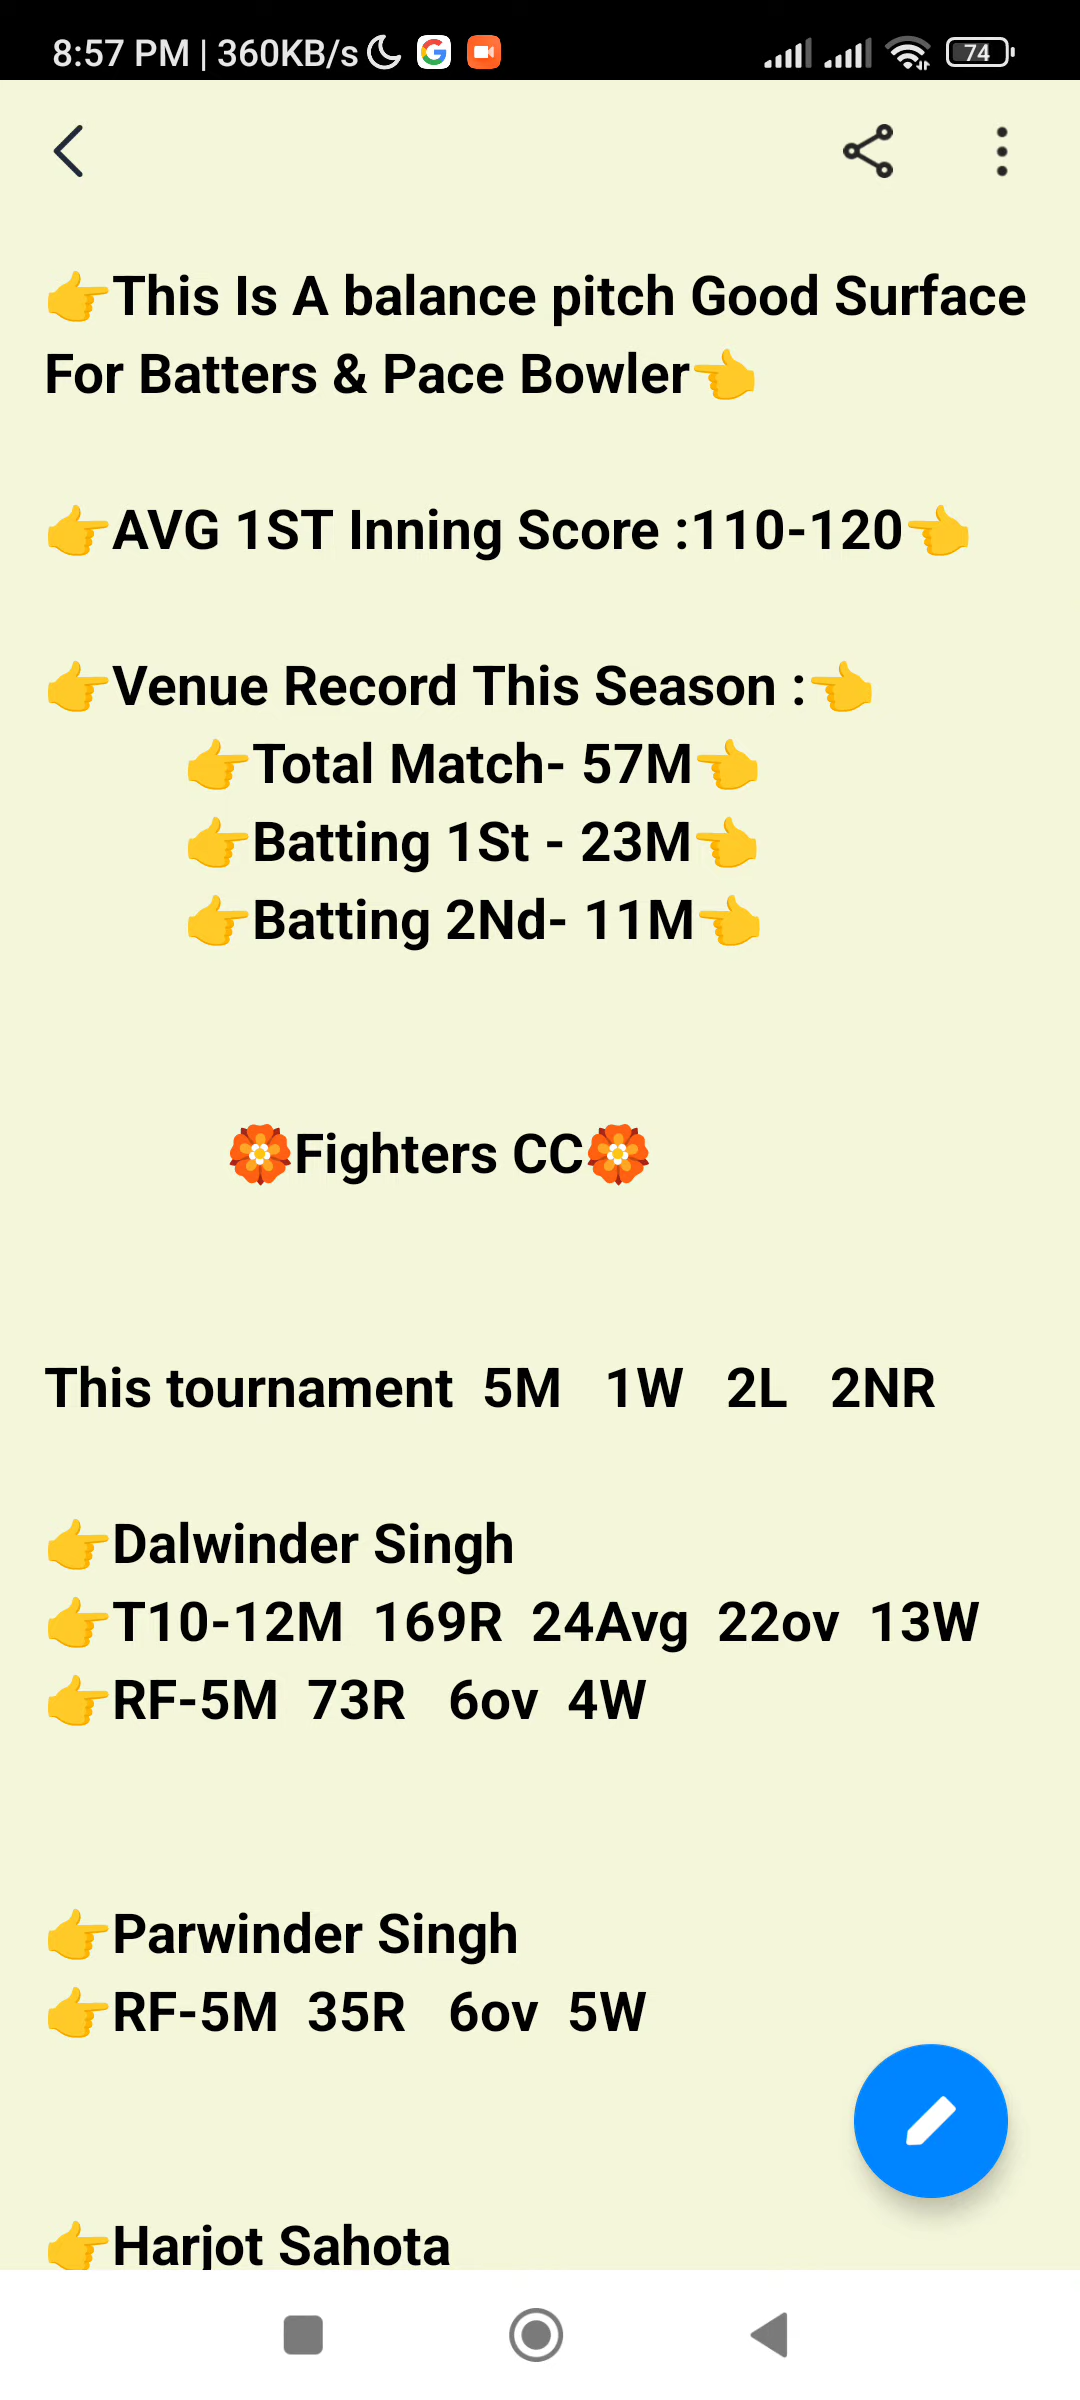 8:57 PM | 360KB/s
74
👉This Is A balance pitch Good Surface
For Batters & Pace Bowler👈
👉AVG 1ST Inning Score :110-120👈
👉Venue Record This Season :👈
👉Total Match- 57M👈
👉Batting 1St - 23M👈
👉Batting 2Nd- 11M👈
🏵️Fighters CC🏵️
This tournament 5M 1W 2L 2NR
👉Dalwinder Singh
👉T10-12M 169R 24Avg 22ov 13W
👉RF-5M 73R 6ov 4W
👉Parwinder Singh
👉RF-5M 35R 6ov 5W
👉Harjot Sahota